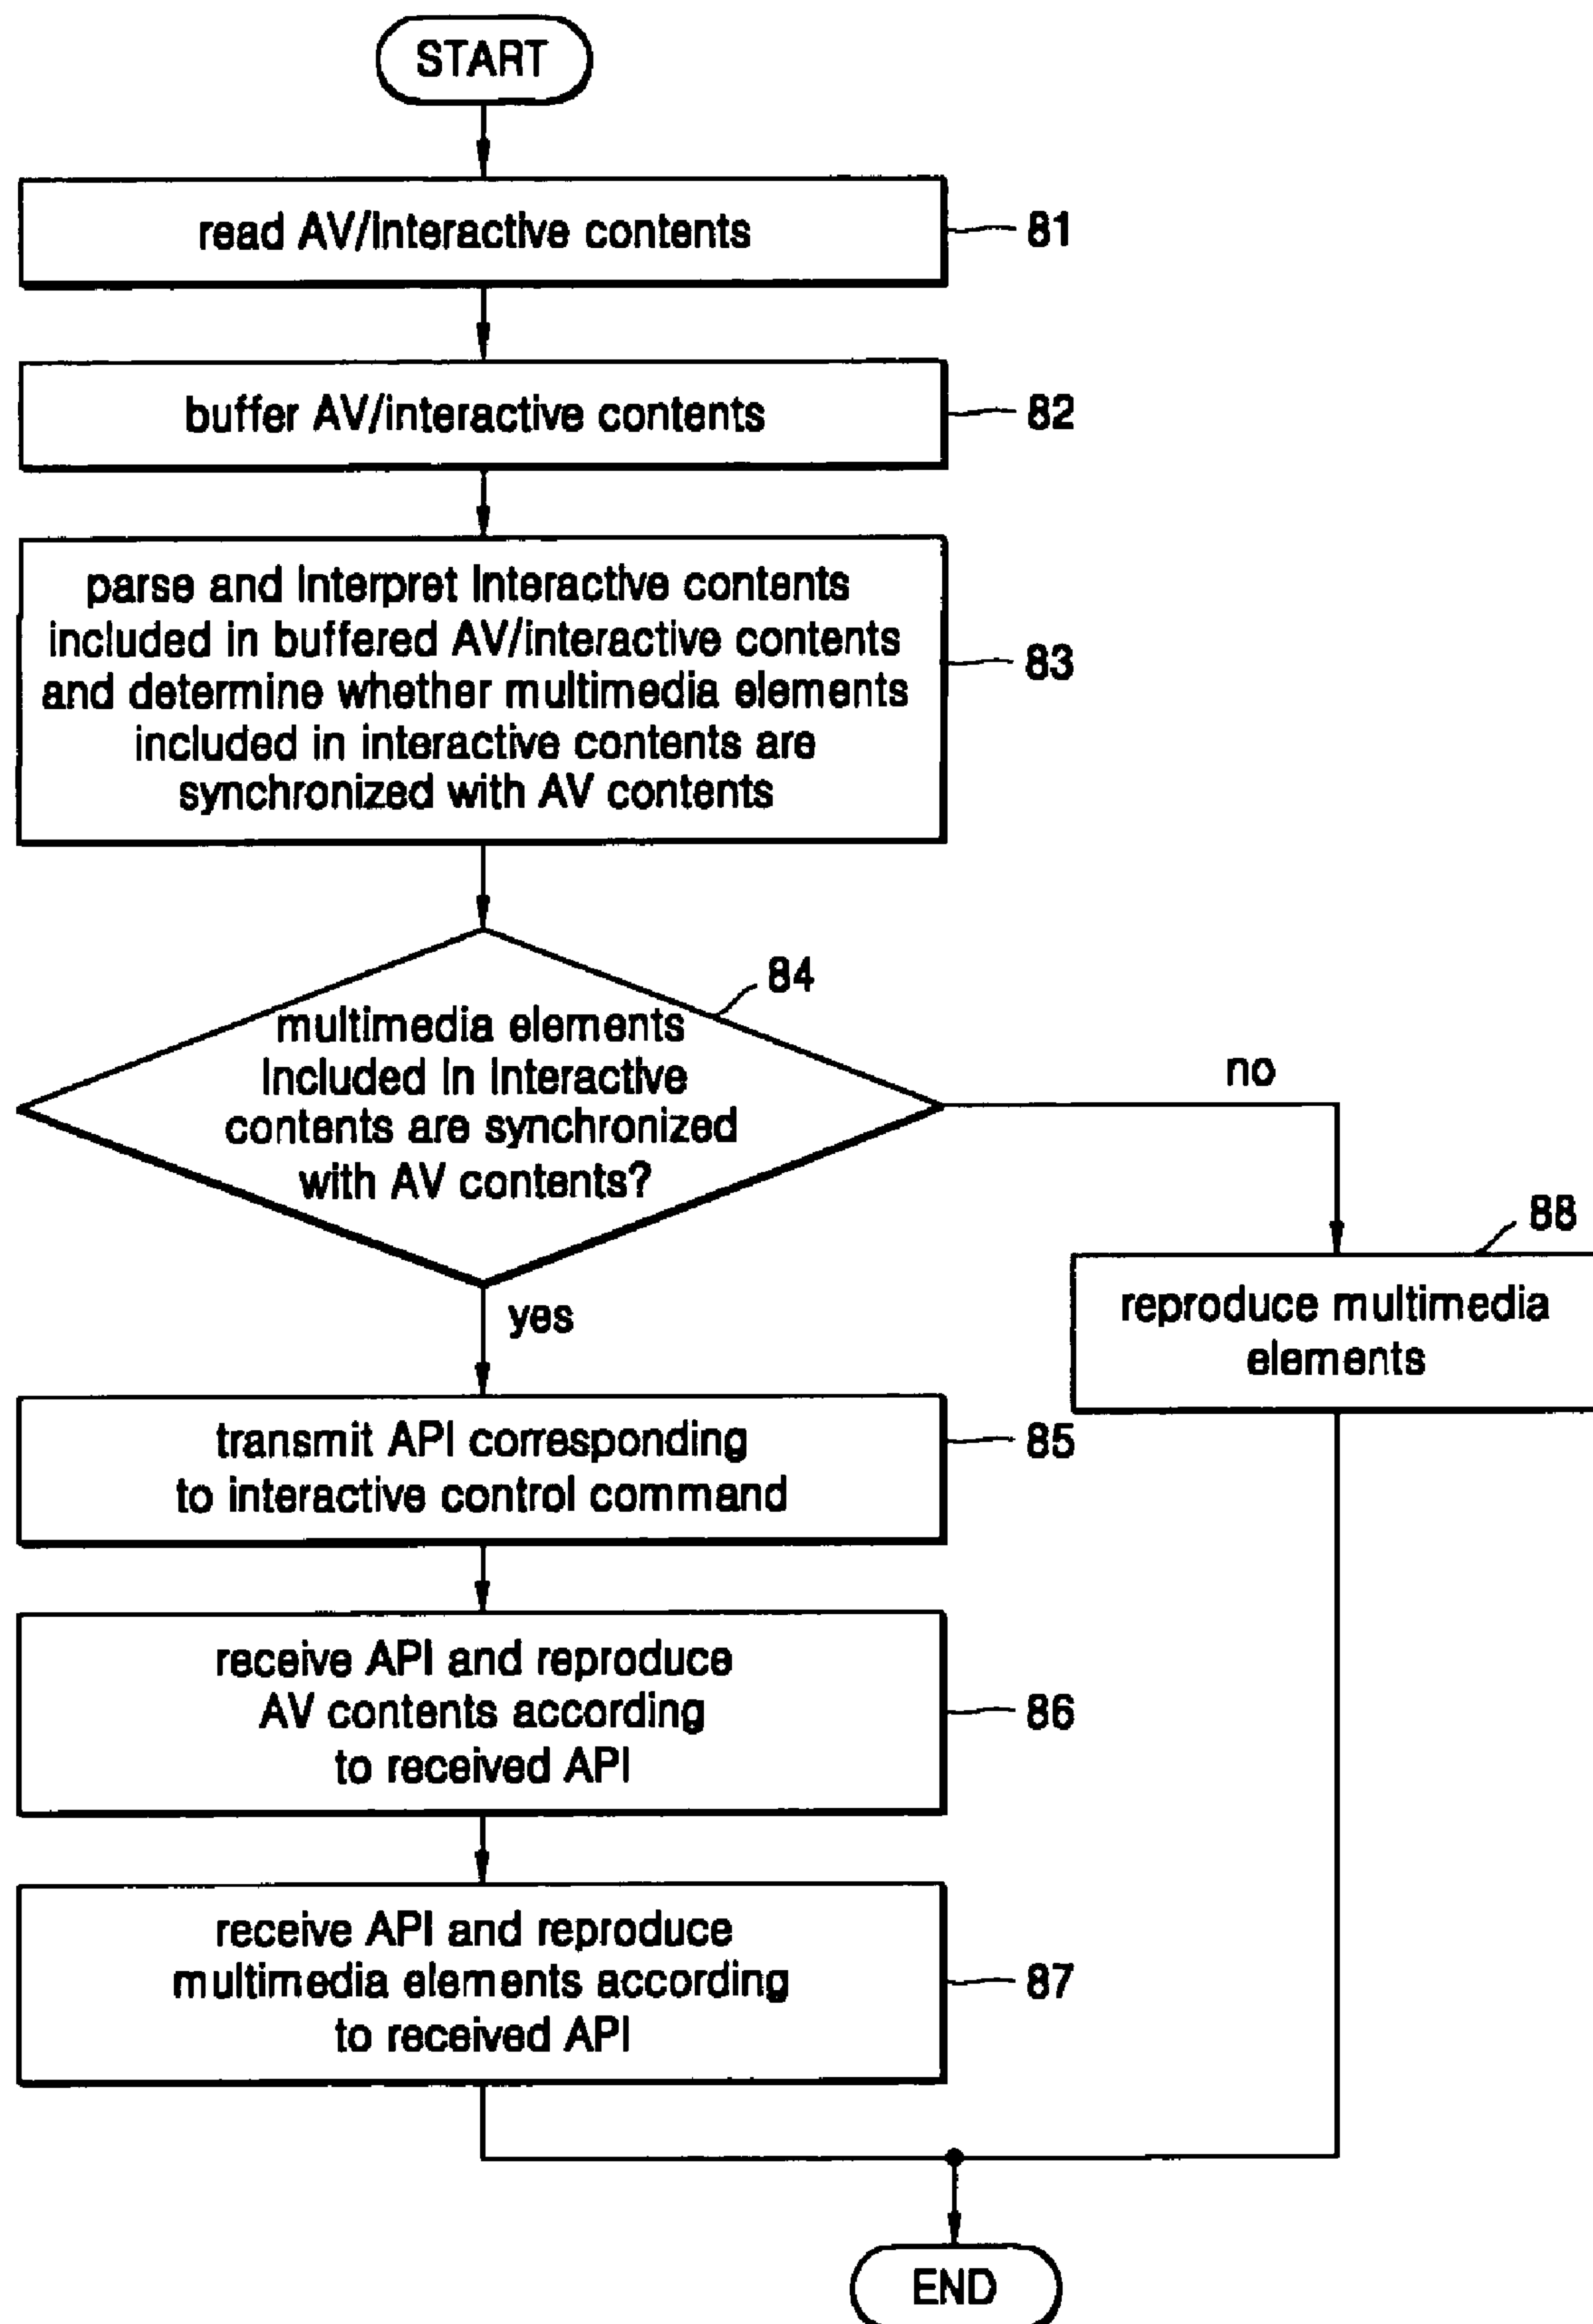 START
read AV/interactive contents
81
buffer AV/interactive contents
82
parse and interpret interactive contents
included in buffered AV/interactive contents
and determine whether multimedia elements
included in interactive contents are
synchronized with AV contents
83
84
multimedia elements
included in interactive
contents are synchronized
with AV contents?
no
yes
88
reproduce multimedia
elements
transmit API corresponding
to interactive control command
85
receive API and reproduce
AV contents according
to received API
86
receive API and reproduce
multimedia elements according
to received API
87
END